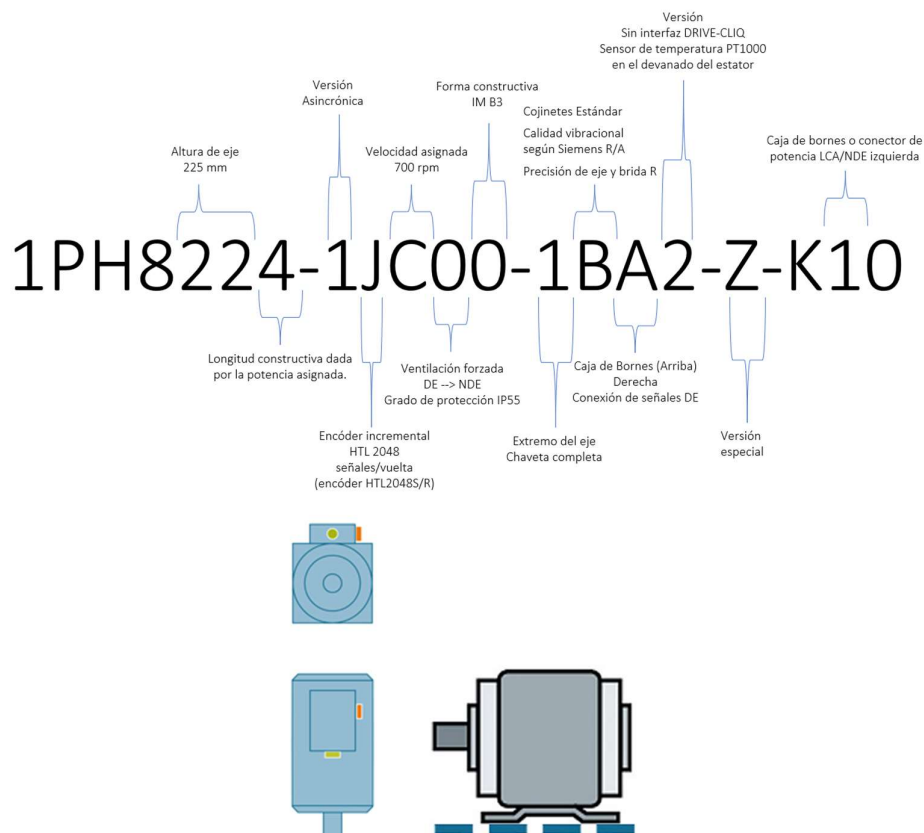 Versión
Sin interfaz DRIVE-CLIQ
Sensor de temperatura PT1000
en el devanado del estator
Versión
Asincrónica
Forma constructiva
IM B3
Cojinetes Estándar
Calidad vibracional
según Siemens R/A
Precisión de eje y brida R
Altura de eje
225 mm
Velocidad asignada
700 rpm
Caja de bornes o conector de
potencia LCA/NDE izquierda
1PH8224-1JC00-1BA2-Z-K10
Longitud constructiva dada
por la potencia asignada.
Ventilación forzada
DE --> NDE
Grado de protección IP55
Caja de Bornes (Arriba)
Derecha
Conexión de señales DE
Encóder incremental
HTL 2048
señales/vuelta
(encóder HTL2048S/R)
Extremo del eje
Chaveta completa
Versión
especial